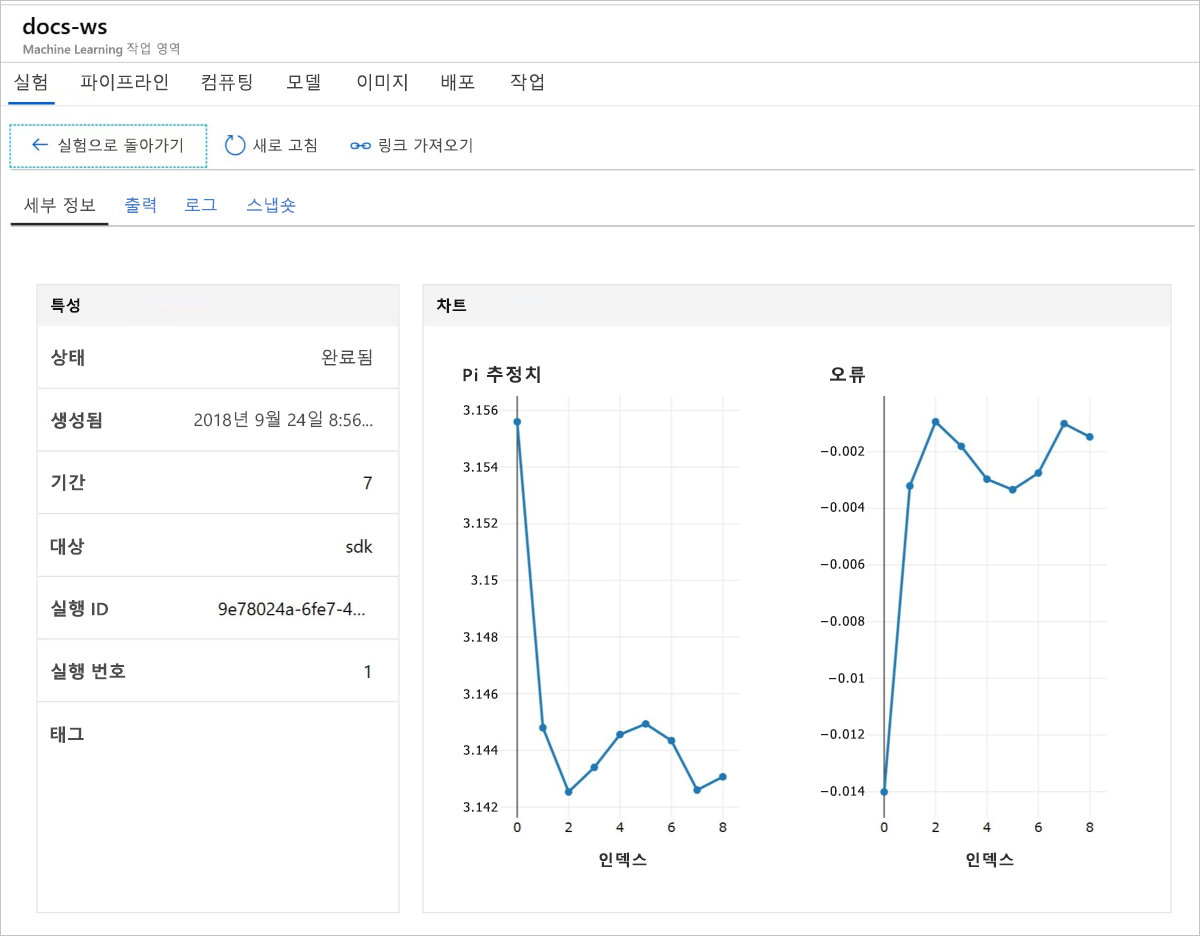 docs-ws
Machine Learning 작업 영역
실험 파이프라인 컴퓨팅 모델 이미지 배포 작업
실험으로 돌아가기 새로 고침 링크 가져오기
세부 정보 출력 로그 스냅숏
특성
상태 완료됨
생성됨 2018년 9월 24일 8:56...
기간 7
대상 sdk
실행 ID 9e78024a-6fe7-4...
실행 번호 1
태그
차트
Pi 추정치
3.156
3.154
3.152
3.15
3.148
3.146
3.144
3.142
0 2 4 6 8
인덱스
오류
−0.002
−0.004
−0.006
−0.008
−0.01
−0.012
−0.014
0 2 4 6 8
인덱스